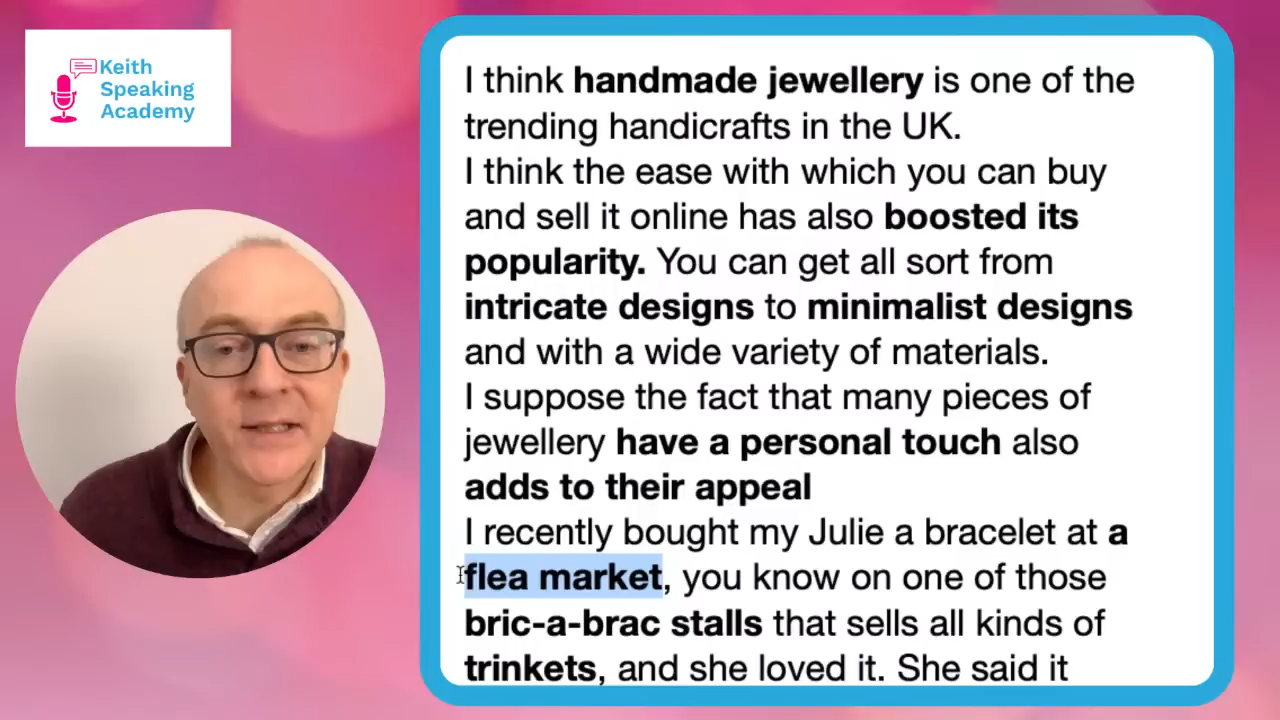 Keith
Speaking
Academy
I think handmade jewellery is one of the
trending handicrafts in the UK.
I think the ease with which you can buy
and sell it online has also boosted its
popularity. You can get all sort from
intricate designs to minimalist designs
and with a wide variety of materials.
I suppose the fact that many pieces of
jewellery have a personal touch also
adds to their appeal
I recently bought my Julie a bracelet at a
flea market, you know on one of those
bric-a-brac stalls that sells all kinds of
trinkets, and she loved it. She said it